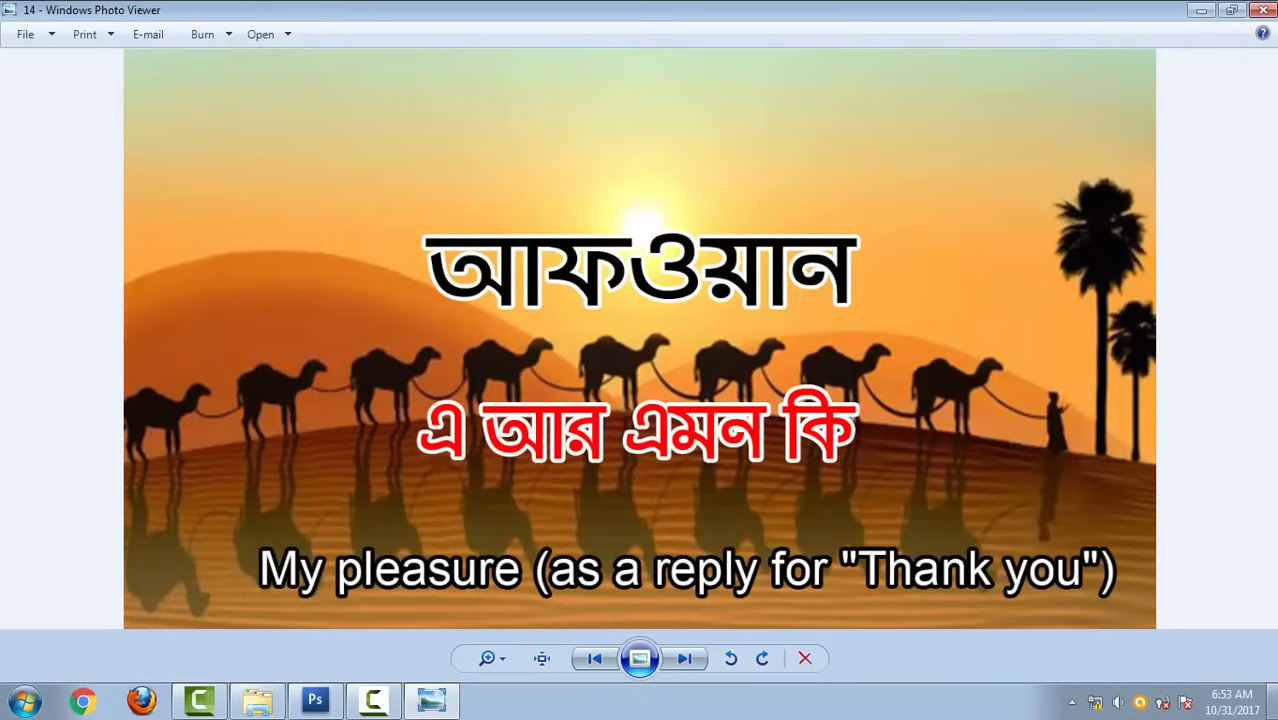 14 - Windows Photo Viewer
File Print E-mail Burn Open
আফওয়ান
এ আর এমন কি
My pleasure (as a reply for "Thank you")
Ps
6:53 AM
10/31/2017